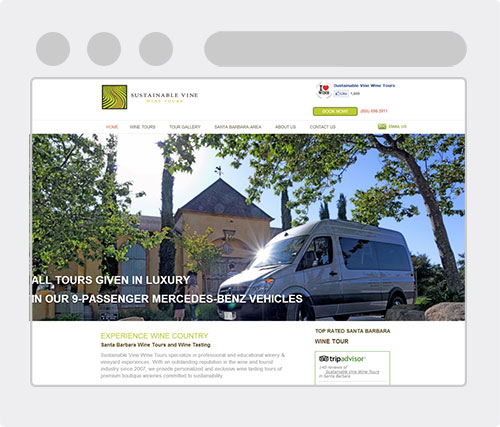 SUSTAINABLE VINE
WINE TOURS
I ♥ WINE
Sustainable Vine Wine Tours
Like
BOOK NOW!
(805) 698-3911
HOME WINE TOURS TOUR GALLERY SANTA BARBARA AREA ABOUT US CONTACT US EMAIL US
ALL TOURS GIVEN IN LUXURY
IN OUR 9-PASSENGER MERCEDES-BENZ VEHICLES
EXPERIENCE WINE COUNTRY
Santa Barbara Wine Tours and Wine Tasting
Sustainable Vine Wine Tours specialize in professional and educational winery &
vineyard experiences. With an outstanding reputation in the wine and tourist
industry since 2007, we provide personalized and exclusive wine tasting tours of
premium boutique wineries committed to sustainability
TOP RATED SANTA BARBARA
WINE TOUR
tripadvisor
reviews of
Sustainable Vine Wine Tours
in Santa Barbara